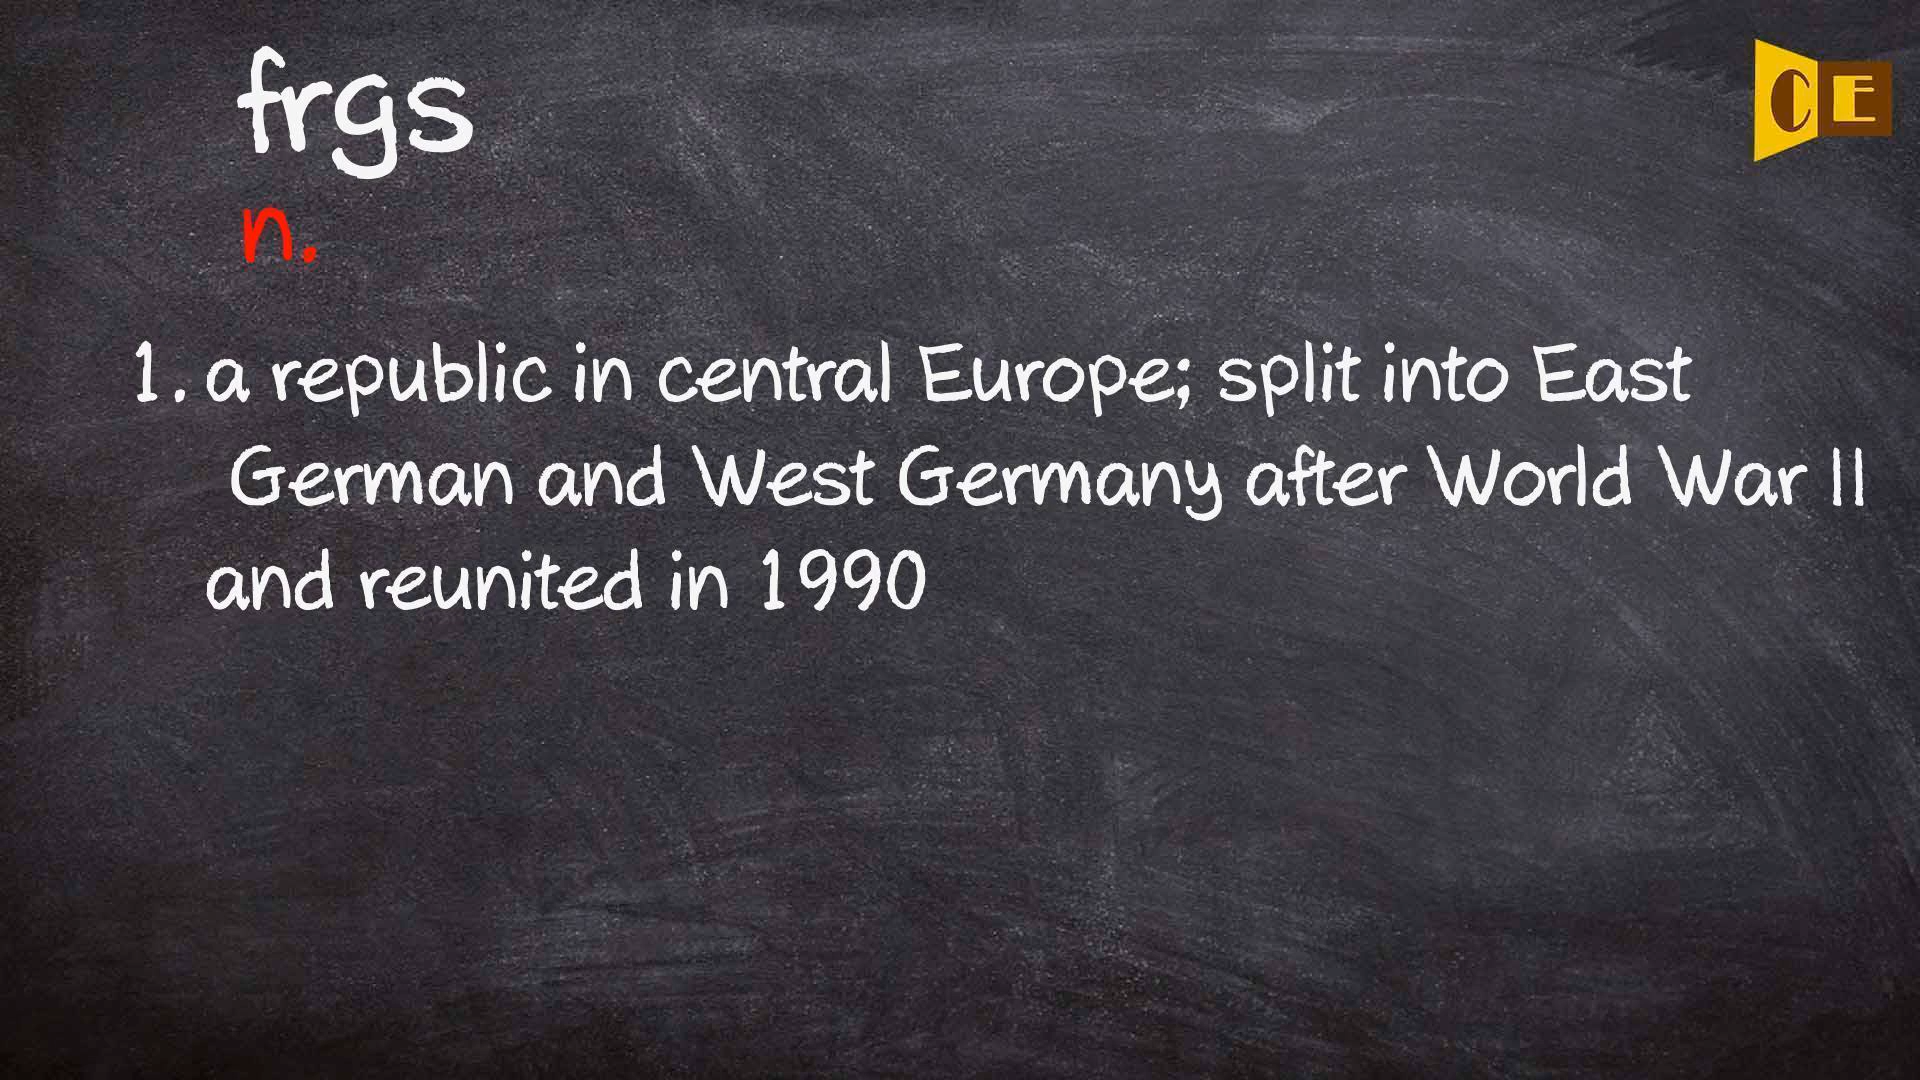 frgs
CE
n.
1. a republic in central Europe; split into East
German and West Germany after World War II
and reunited in 1990